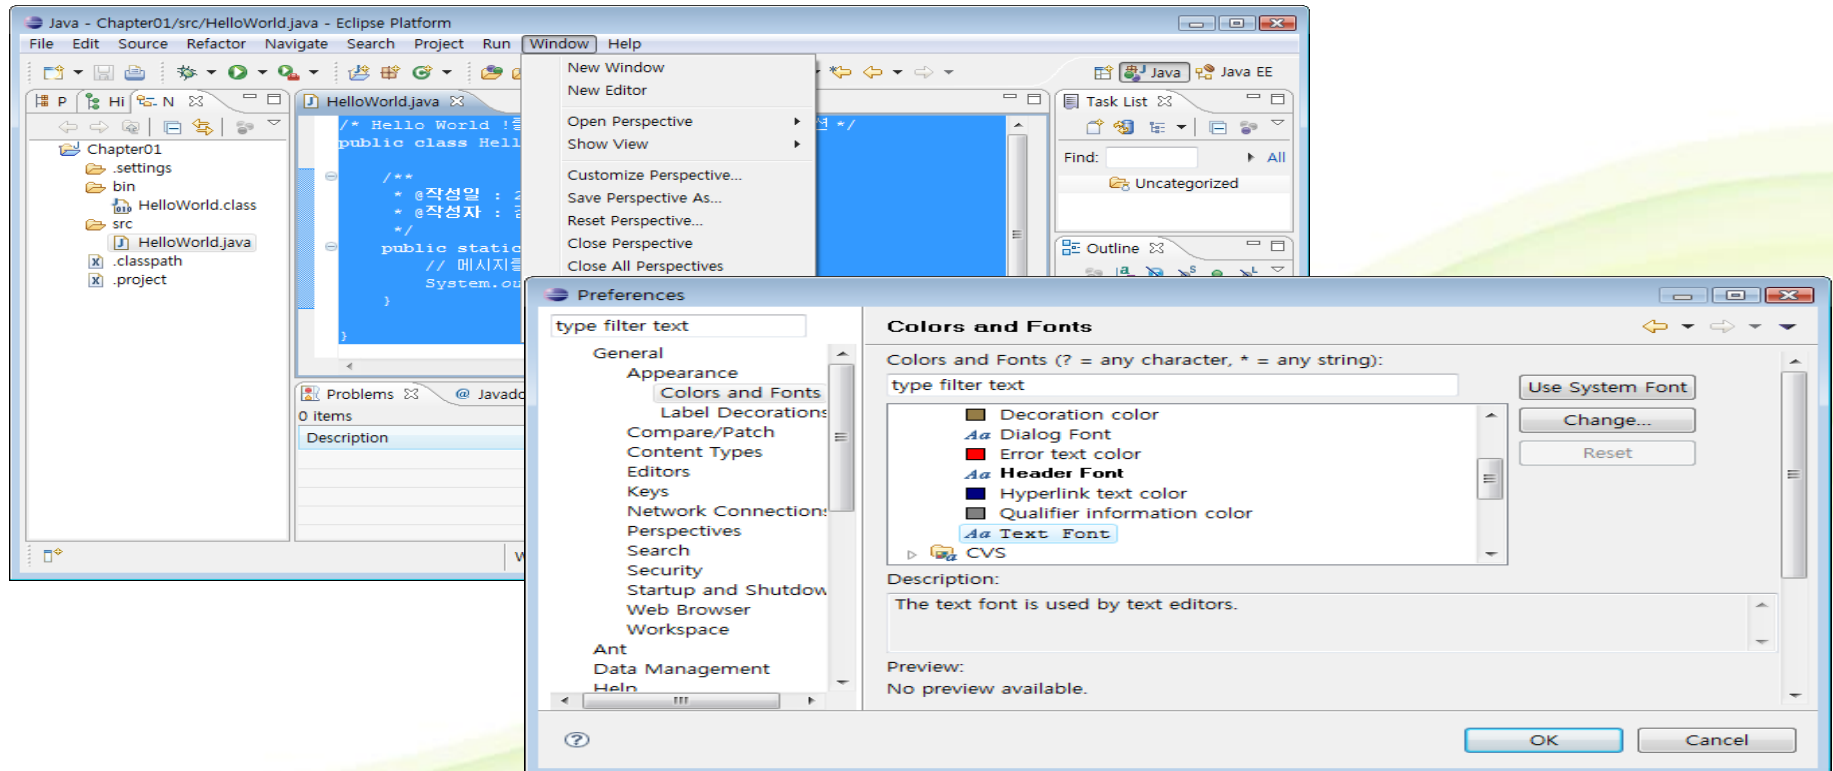 Java - Chapter01/src/HelloWorld.java - Eclipse Platform
File Edit Source Refactor Navigate Search Project Run Window Help
Java Java EE
P Hi N
Chapter01
.settings
bin
HelloWorld.class
src
HelloWorld.java
.classpath
.project
HelloWorld.java
/* Hello World !
*/
public class Hell
/**
* @작성일 :
* @작성자 :
*/
public static
// 메시지를
System.ou
}
}
New Window
New Editor
Open Perspective
Show View
Customize Perspective...
Save Perspective As...
Reset Perspective...
Close Perspective
Close All Perspectives
Task List
Find: All
Uncategorized
Outline
Problems @ Javado
0 items
Description
W
Preferences
type filter text
General
Appearance
Colors and Fonts
Label Decorations
Compare/Patch
Content Types
Editors
Keys
Network Connections
Perspectives
Search
Security
Startup and Shutdow
Web Browser
Workspace
Ant
Data Management
Help
Colors and Fonts
Colors and Fonts (? = any character, * = any string):
type filter text
Decoration color
Aa Dialog Font
Error text color
Aa Header Font
Hyperlink text color
Qualifier information color
Aa Text Font
CVS
Use System Font
Change...
Reset
Description:
The text font is used by text editors.
Preview:
No preview available.
OK Cancel